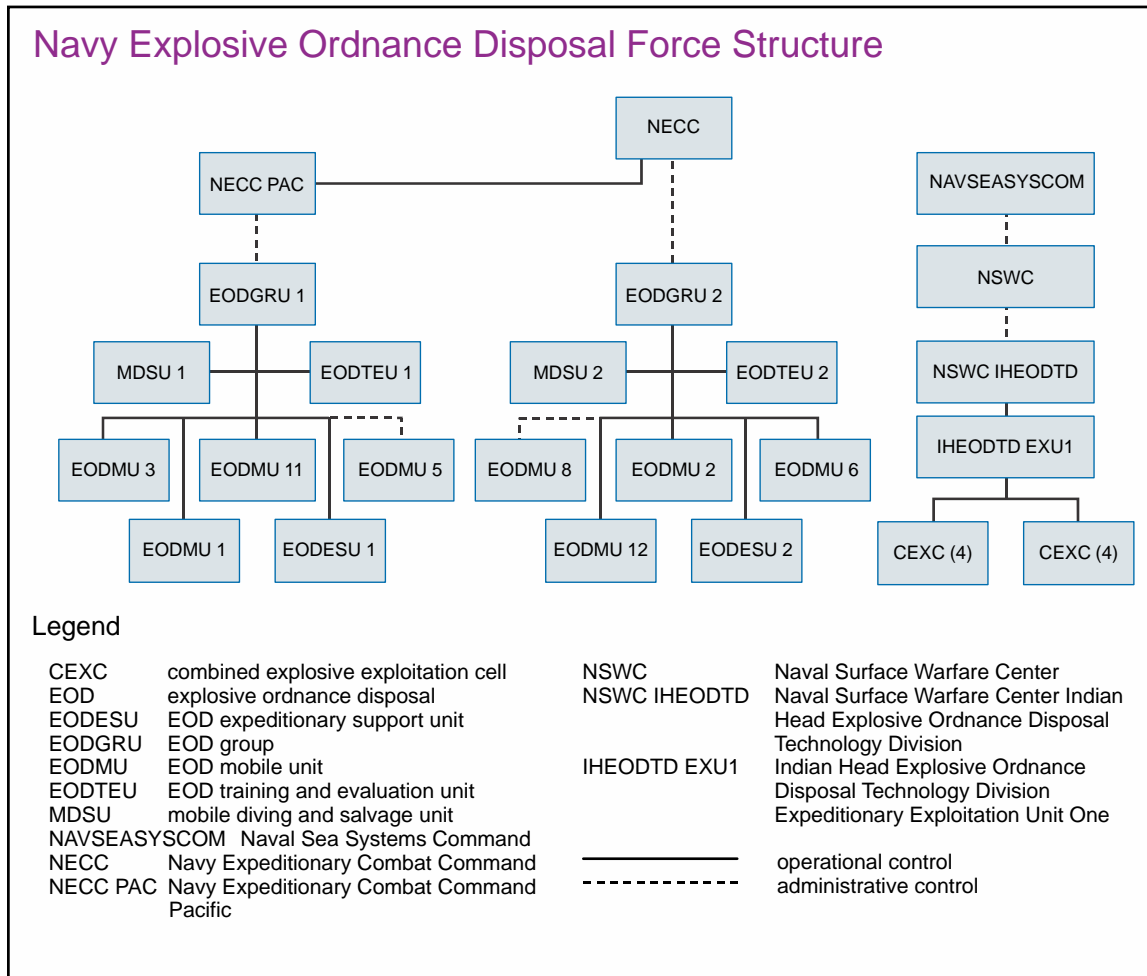 Navy Explosive Ordnance Disposal Force Structure
NECC
NECC PAC
NAVSEASYSCOM
EODGRU 1
EODGRU 2
NSWC
MDSU 1
EODTEU 1
MDSU 2
EODTEU 2
NSWC IHEODTD
EODMU 3
EODMU 11
EODMU 5
EODMU 8
EODMU 2
EODMU 6
IHEODTD EXU1
EODMU 1
EODESU 1
EODMU 12
EODESU 2
CEXC (4)
CEXC (4)
Legend
CEXC combined explosive exploitation cell
EOD explosive ordnance disposal
EODESU EOD expeditionary support unit
EODGRU EOD group
EODMU EOD mobile unit
EODTEU EOD training and evaluation unit
MDSU mobile diving and salvage unit
NAVSEASYSCOM Naval Sea Systems Command
NECC Navy Expeditionary Combat Command
NECC PAC Navy Expeditionary Combat Command
Pacific
NSWC Naval Surface Warfare Center
NSWC IHEODTD Naval Surface Warfare Center Indian
Head Explosive Ordnance Disposal
Technology Division
IHEODTD EXU1 Indian Head Explosive Ordnance
Disposal Technology Division
Expeditionary Exploitation Unit One
operational control
administrative control